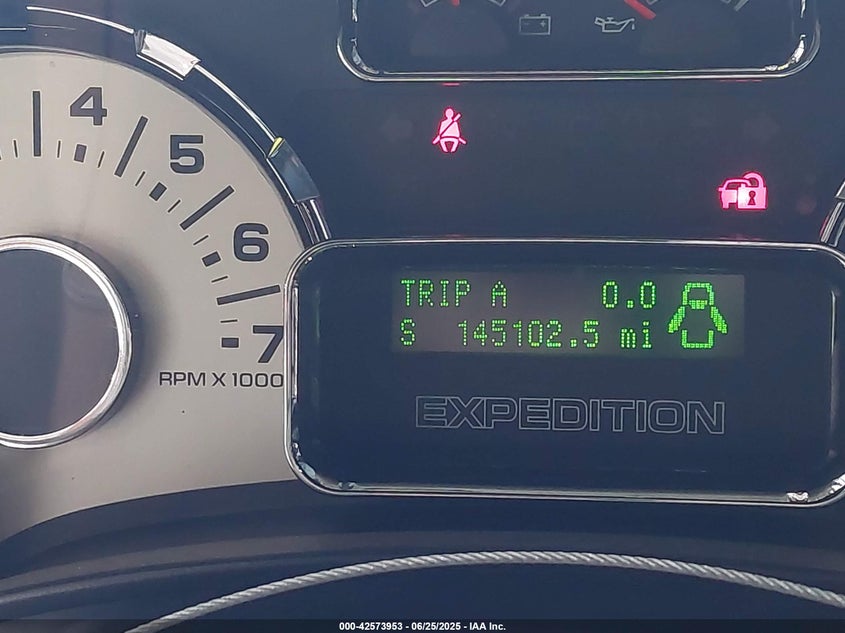 4
5
6
7
RPM X 1000
TRIP A 0.0
S 145102.5 mi
EXPEDITION
000-42573953 - 06/25/2025 - IAA Inc.